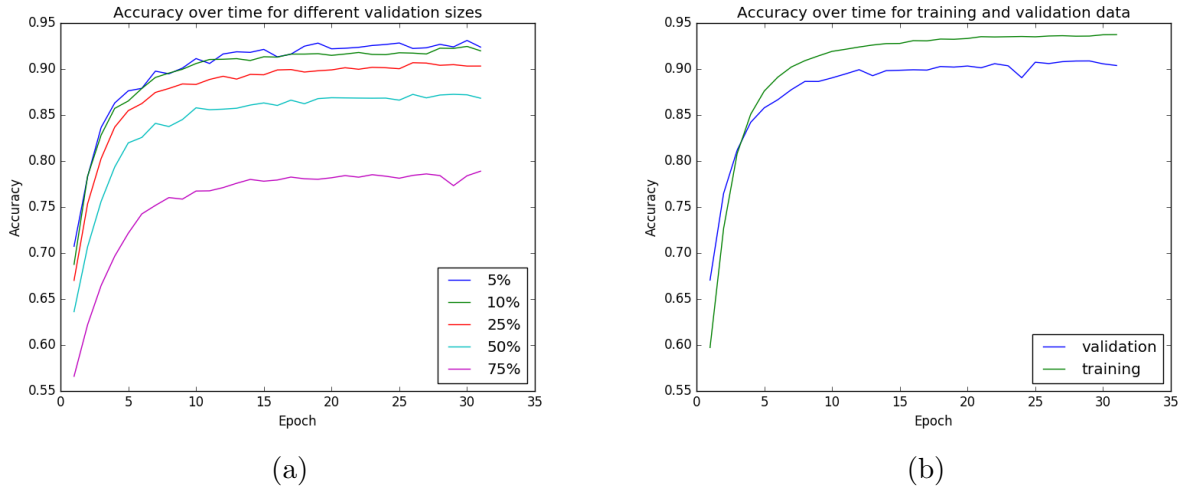 Accuracy over time for different validation sizes
0.95
0.90
0.85
0.80
0.75
0.70
0.65
0.60
0.55
Accuracy
0 5 10 15 20 25 30 35
Epoch
5%
10%
25%
50%
75%
(a)
Accuracy over time for training and validation data
0.95
0.90
0.85
0.80
0.75
0.70
0.65
0.60
0.55
Accuracy
0 5 10 15 20 25 30 35
Epoch
validation
training
(b)